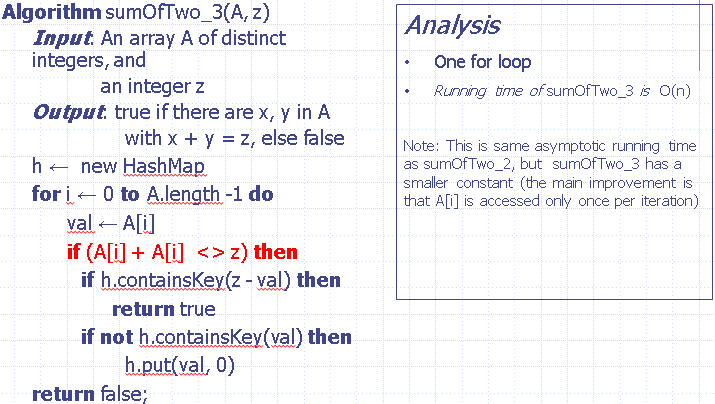 Algorithm sumOfTwo_3(A, z)
Input: An array A of distinct
integers, and
an integer z
Output: true if there are x, y in A
with x + y = z, else false
h ← new HashMap
for i ← 0 to A.length -1 do
val ← A[i]
if (A[i] + A[i] <> z) then
if h.containsKey(z - val) then
return true
if not h.containsKey(val) then
h.put(val, 0)
return false;
Analysis
• One for loop
• Running time of sumOfTwo_3 is O(n)
Note: This is same asymptotic running time
as sumOfTwo_2, but sumOfTwo_3 has a
smaller constant (the main improvement is
that A[i] is accessed only once per iteration)